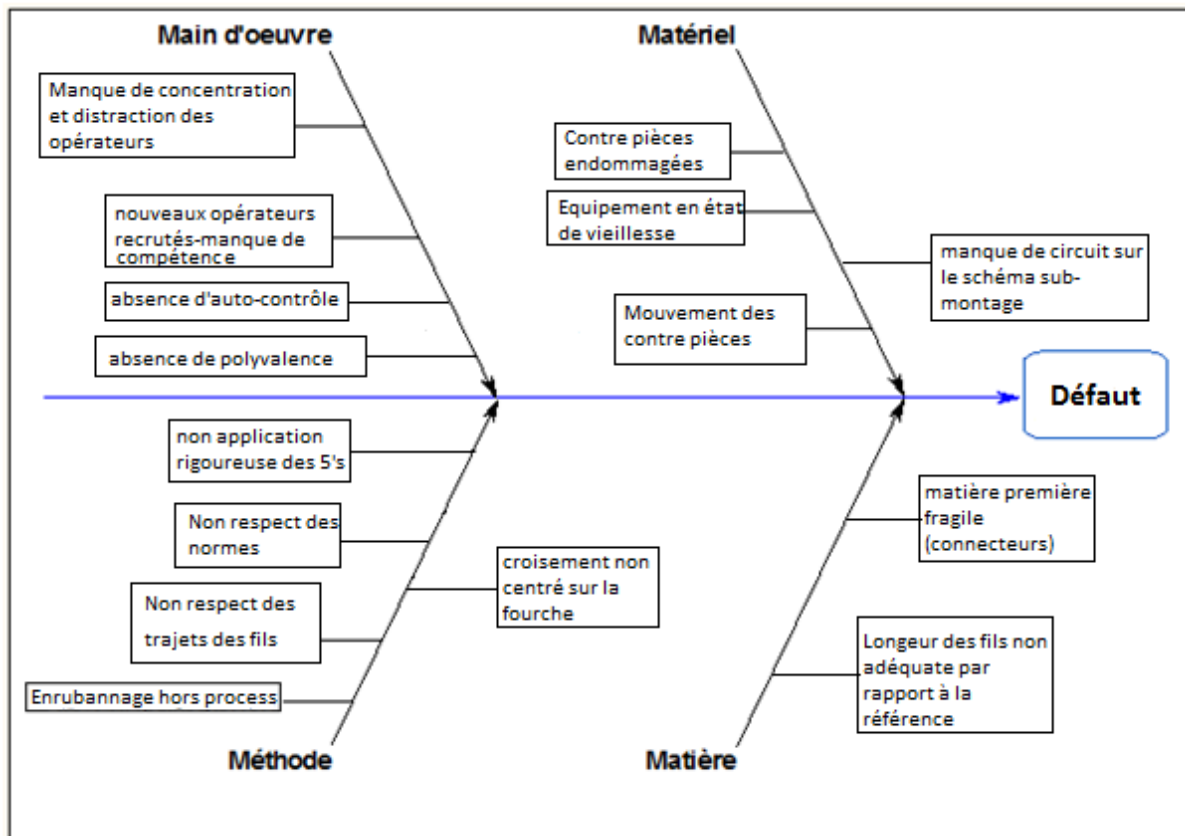 Main d'oeuvre
Manque de concentration
et distraction des
opérateurs
nouveaux opérateurs
recrutés-manque de
compétence
absence d'auto-contrôle
absence de polyvalence
Matériel
Contre pièces
endommagées
Equipement en état
de vieillesse
Mouvement des
contre pièces
manque de circuit sur
le schéma sub-
montage
Défaut
non application
rigoureuse des 5's
Non respect des
normes
Non respect des
trajets des fils
Enrubannage hors process
croisement non
centré sur la
fourche
Méthode
matière première
fragile
(connecteurs)
Longeur des fils non
adéquate par
rapport à la
référence
Matière